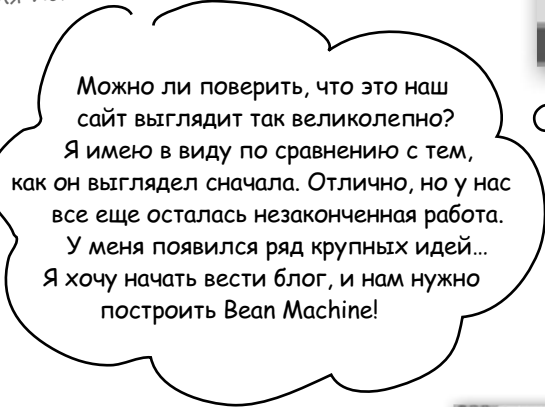 Можно ли поверить, что это наш
сайт выглядит так великолепно?
Я имею в виду по сравнению с тем,
как он выглядел сначала. Отлично, но у нас
все еще осталась незаконченная работа.
У меня появился ряд крупных идей...
Я хочу начать вести блог, и нам нужно
построить Bean Machine!